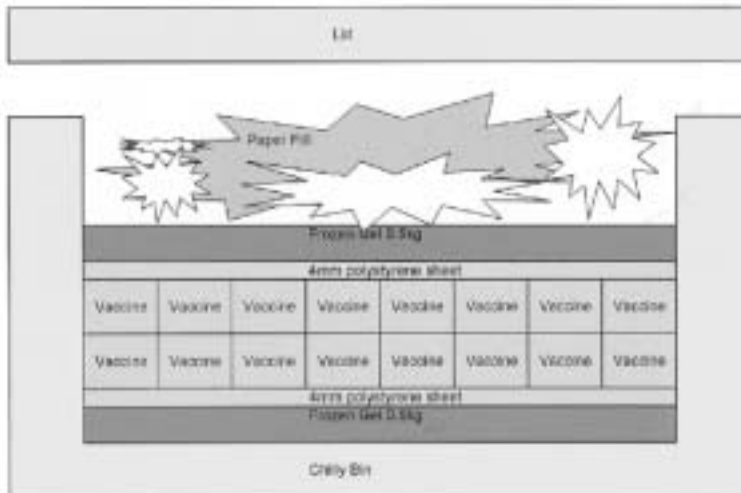 Lid
Paper Fill
Frozen Gel 0.5kg
4mm polystyrene sheet
Vaccine Vaccine Vaccine Vaccine Vaccine Vaccine Vaccine Vaccine
Vaccine Vaccine Vaccine Vaccine Vaccine Vaccine Vaccine Vaccine
4mm polystyrene sheet
Frozen Gel 0.5kg
Chilly Bin